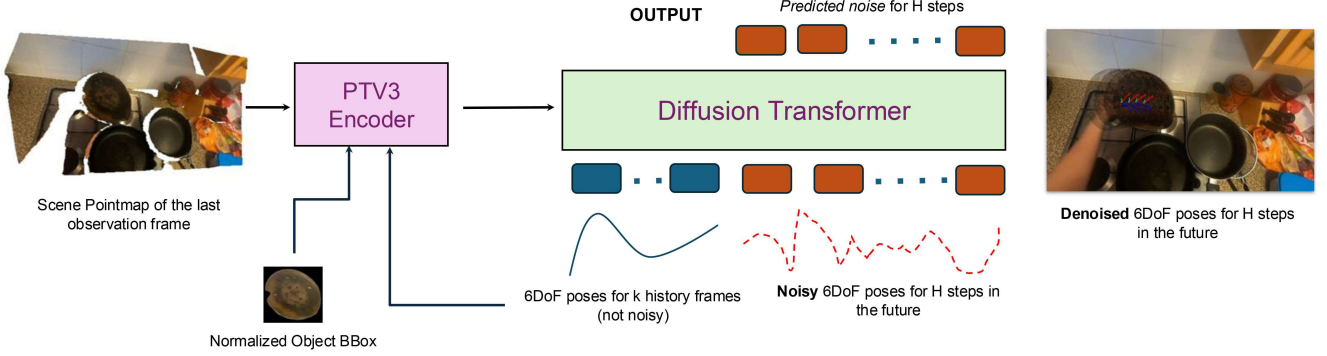 OUTPUT
Predicted noise for H steps
PTV3
Encoder
Diffusion Transformer
Scene Pointmap of the last
observation frame
Normalized Object BBox
6DoF poses for k history frames
(not noisy)
Noisy 6DoF poses for H steps in
the future
Denoised 6DoF poses for H steps
in the future